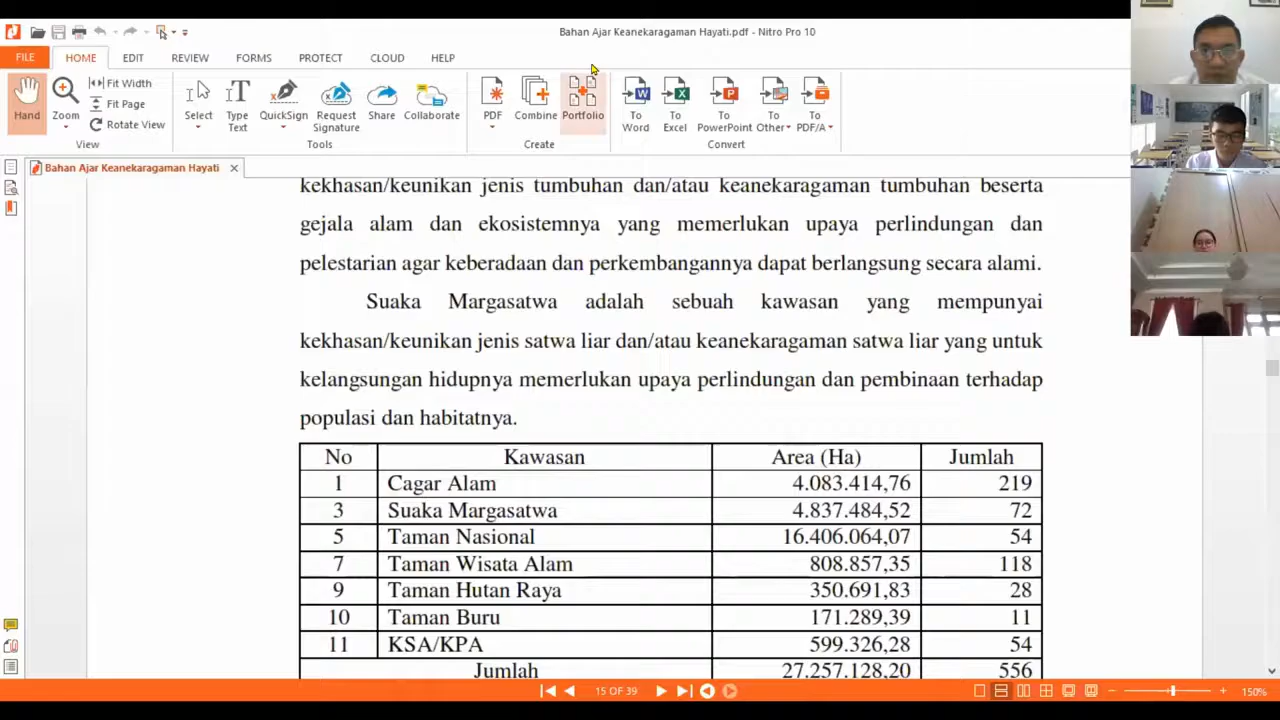 Bahan Ajar Keanekaragaman Hayati.pdf - Nitro Pro 10
FILE HOME EDIT REVIEW FORMS PROTECT CLOUD HELP
Hand
Zoom
Fit Width
Fit Page
Rotate View
View
Select
Type Text
QuickSign
Request Signature
Share
Collaborate
Tools
PDF
Combine
Portfolio
Create
To Word
To Excel
To PowerPoint
To Other
To PDF/A
Convert
Bahan Ajar Keanekaragaman Hayati
kekhasan/keunikan jenis tumbuhan dan/atau keanekaragaman tumbuhan beserta
gejala alam dan ekosistemnya yang memerlukan upaya perlindungan dan
pelestarian agar keberadaan dan perkembangannya dapat berlangsung secara alami.
Suaka Margasatwa adalah sebuah kawasan yang mempunyai
kekhasan/keunikan jenis satwa liar dan/atau keanekaragaman satwa liar yang untuk
kelangsungan hidupnya memerlukan upaya perlindungan dan pembinaan terhadap
populasi dan habitatnya.
No Kawasan Area (Ha) Jumlah
1 Cagar Alam 4.083.414,76 219
3 Suaka Margasatwa 4.837.484,52 72
5 Taman Nasional 16.406.064,07 54
7 Taman Wisata Alam 808.857,35 118
9 Taman Hutan Raya 350.691,83 28
10 Taman Buru 171.289,39 11
11 KSA/KPA 599.326,28 54
Jumlah 27.257.128,20 556
15 OF 39
150%